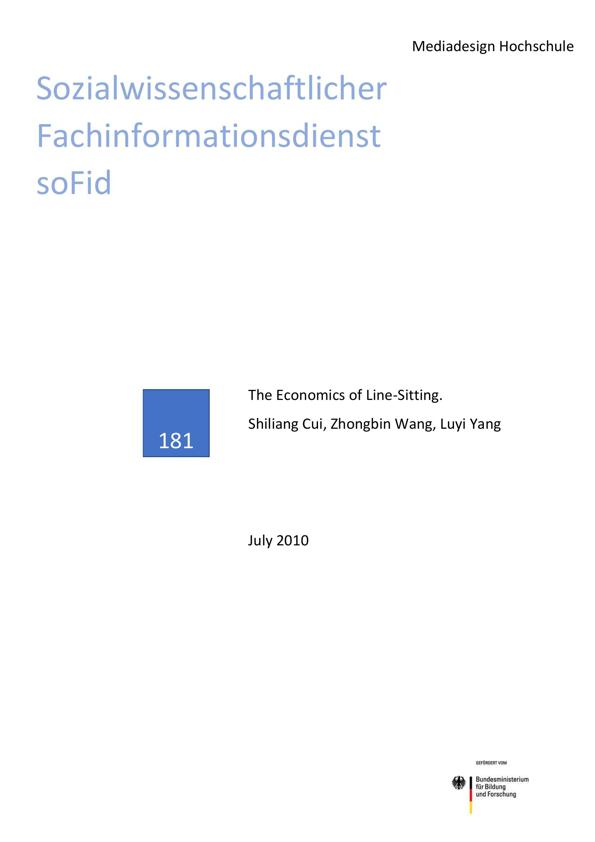 Mediadesign Hochschule
Sozialwissenschaftlicher
Fachinformationsdienst
soFid
181
The Economics of Line-Sitting.
Shiliang Cui, Zhongbin Wang, Luyi Yang
July 2010
GEFÖRDERT VOM
Bundesministerium
für Bildung
und Forschung